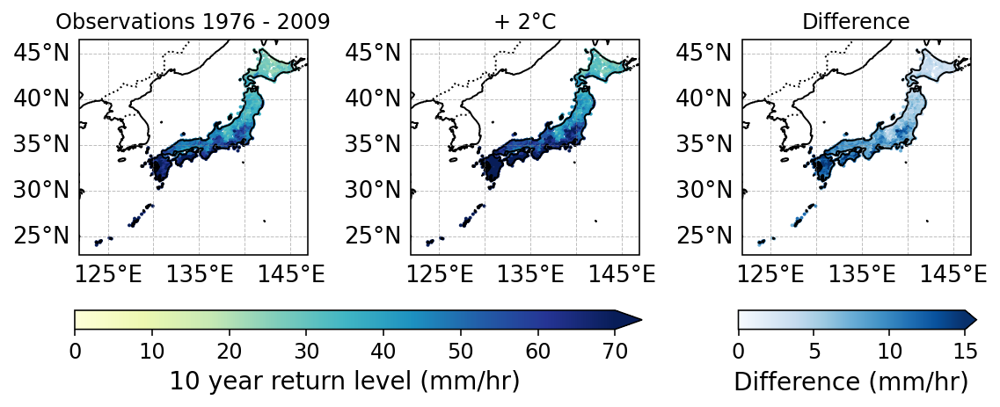 Observations 1976 - 2009
+ 2°C
Difference
45°N
40°N
35°N
30°N
25°N
125°E 135°E 145°E
45°N
40°N
35°N
30°N
25°N
125°E 135°E 145°E
45°N
40°N
35°N
30°N
25°N
125°E 135°E 145°E
0 10 20 30 40 50 60 70
10 year return level (mm/hr)
0 5 10 15
Difference (mm/hr)